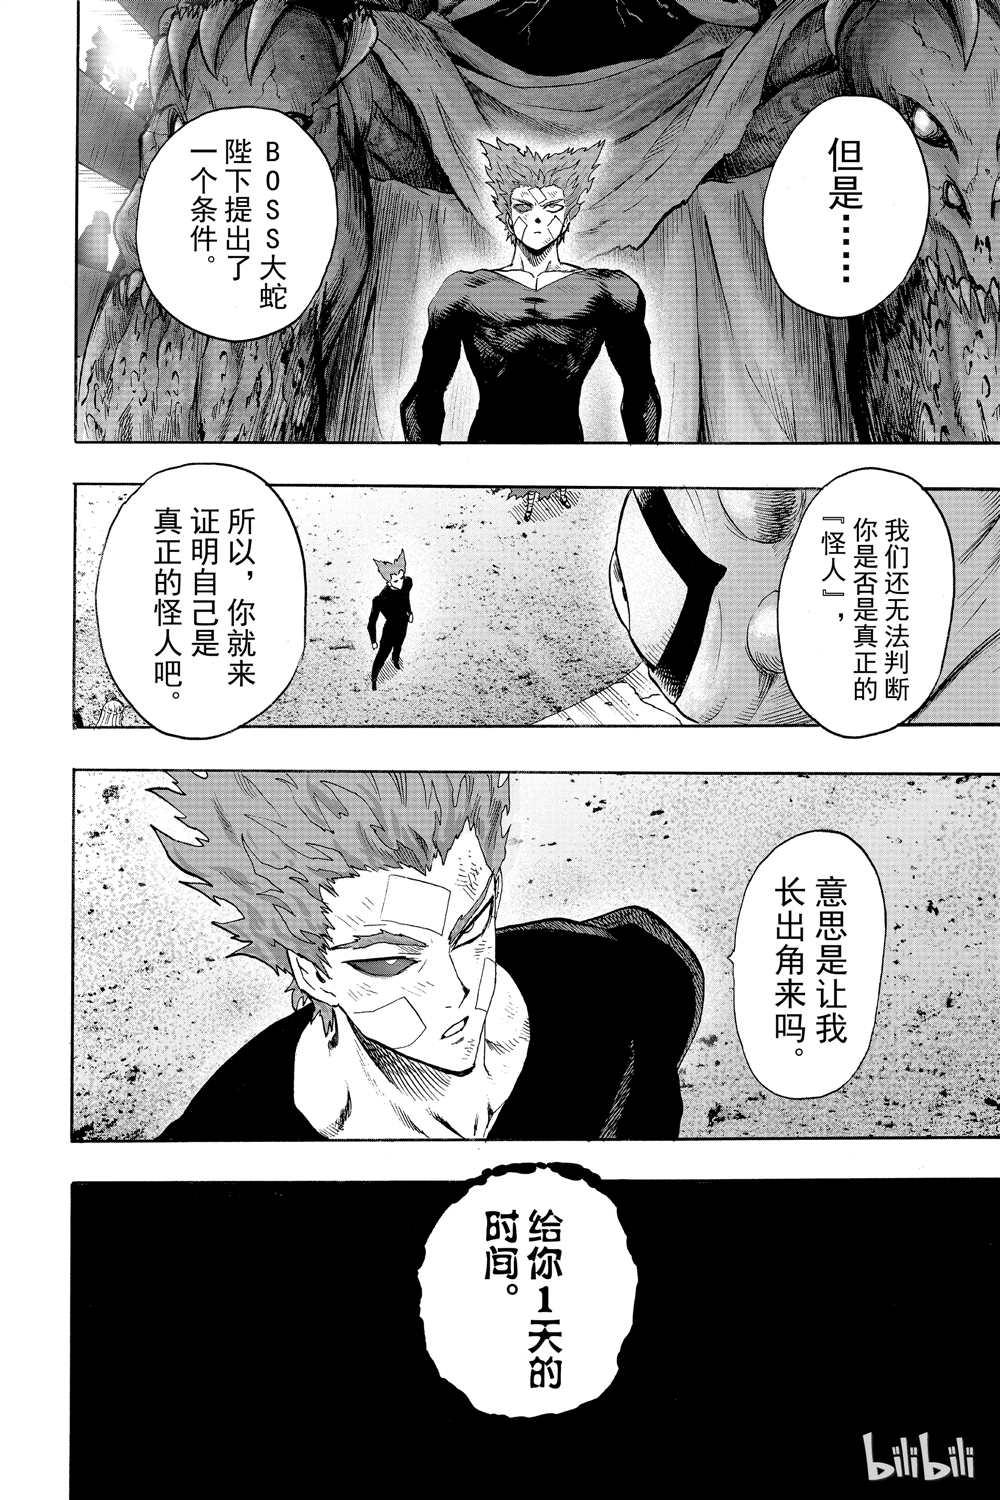 但是……
BOSS大蛇
陛下提出了
一个条件。
我们还无法判断
你是否是真正的
『怪人』，
所以，你就来
证明自己是
真正的怪人吧。
意思是让我
长出角来吗。
给你1天的
时间。
bilibili